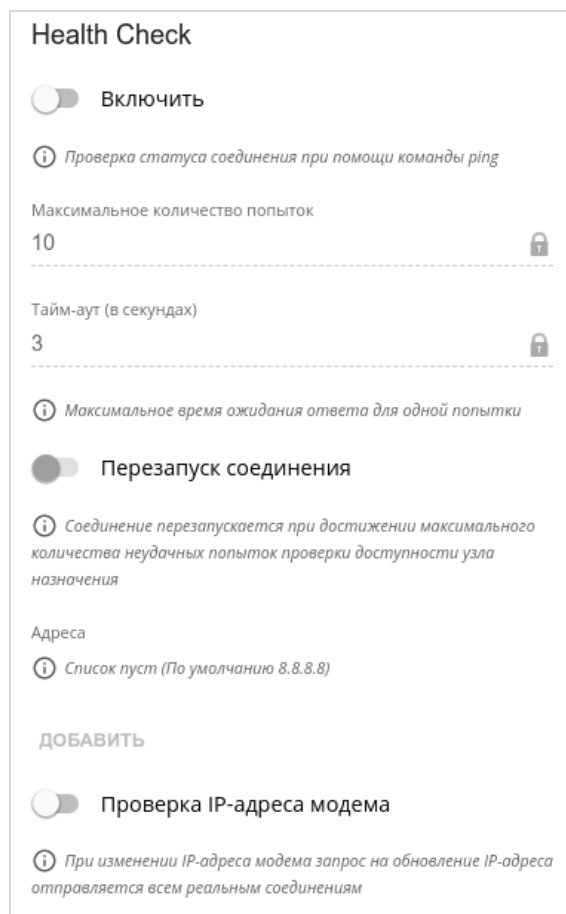 Health Check
Включить
Проверка статуса соединения при помощи команды ping
Максимальное количество попыток
10
Тайм-аут (в секундах)
3
Максимальное время ожидания ответа для одной попытки
Перезапуск соединения
Соединение перезапускается при достижении максимального
количества неудачных попыток проверки доступности узла
назначения
Адреса
Список пуст (По умолчанию 8.8.8.8)
ДОБАВИТЬ
Проверка IP-адреса модема
При изменении IP-адреса модема запрос на обновление IP-адреса
отправляется всем реальным соединениям